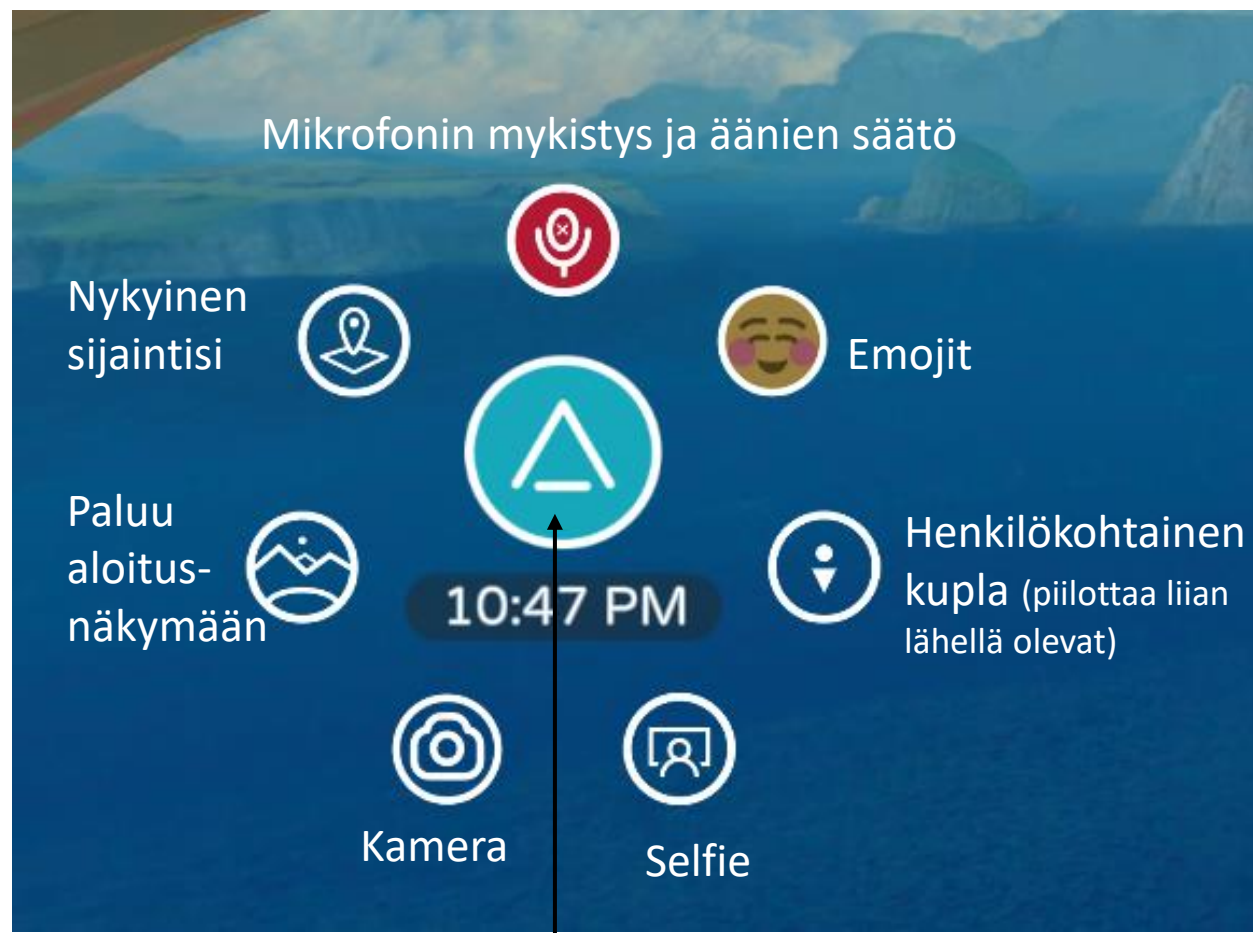 Mikrofonin mykistys ja äänien säätö
Nykyinen
sijaintisi
Emojit
Paluu
aloitus-
näkymään
10:47 PM
Henkilökohtainen
kupla (piilottaa liian
lähellä olevat)
Kamera
Selfie